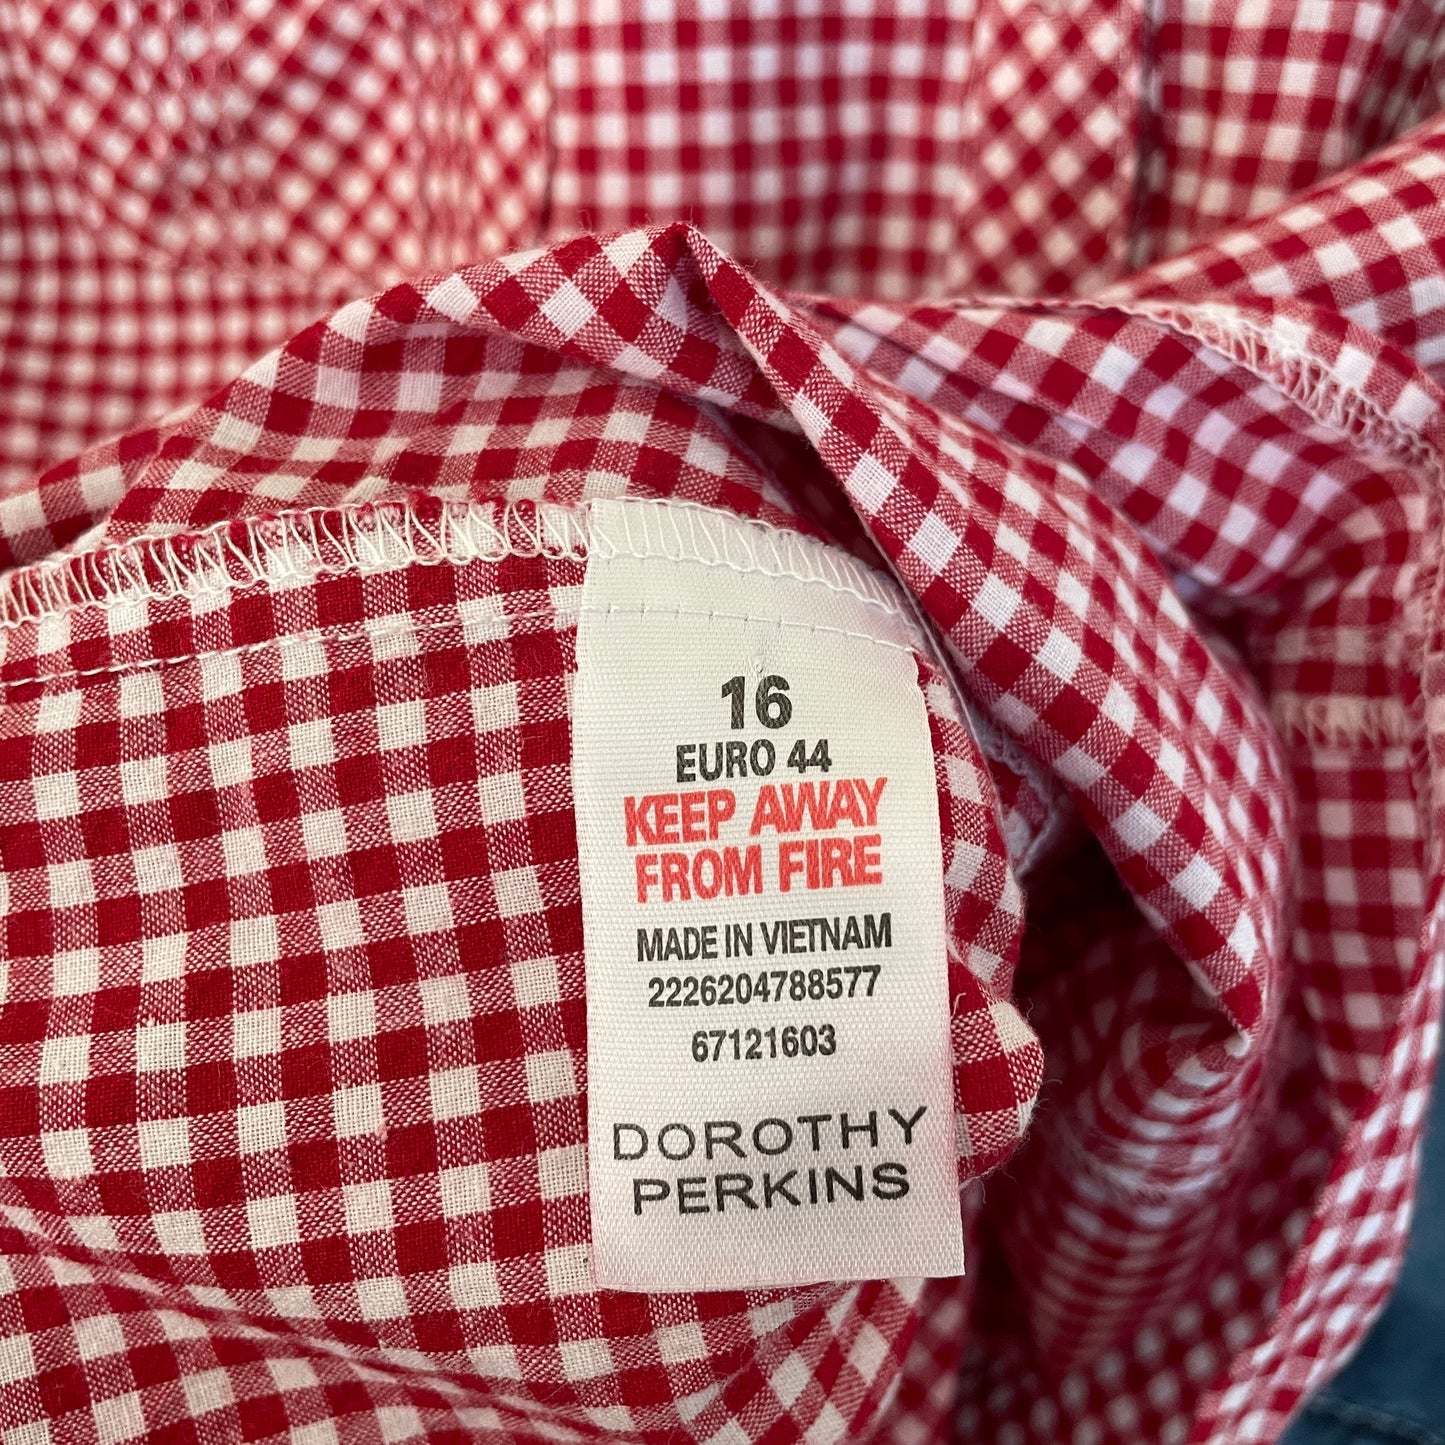 16
EURO 44
KEEP AWAY
FROM FIRE
MADE IN VIETNAM
2226204788577
67121603
DOROTHY
PERKINS